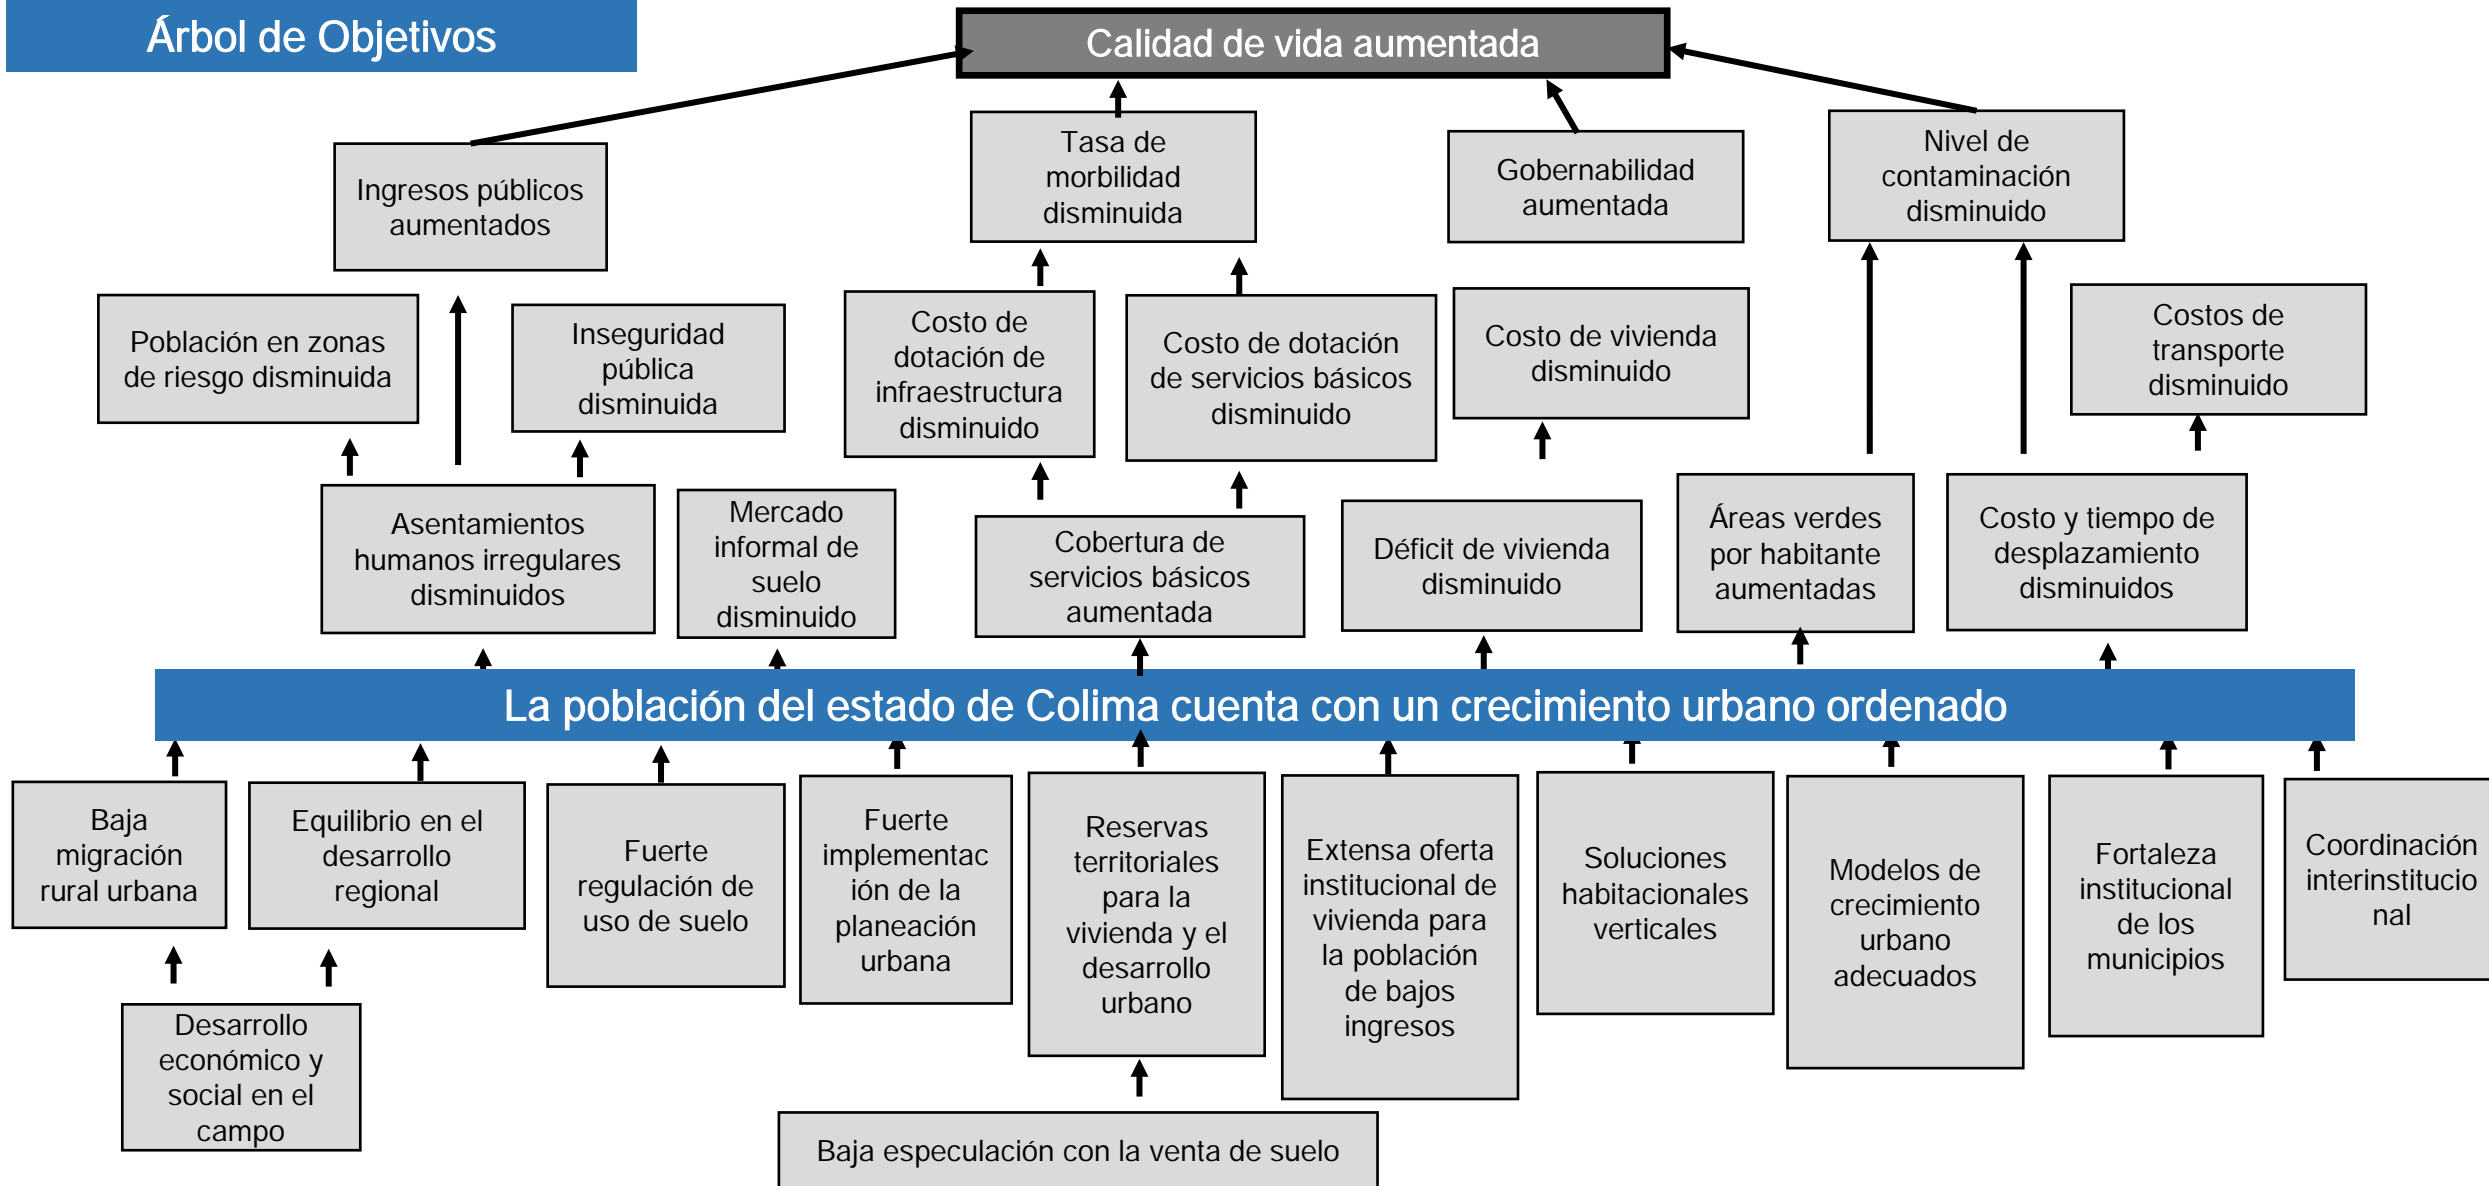 Árbol de Objetivos
Calidad de vida aumentada
Ingresos públicos
aumentados
Tasa de
morbilidad
disminuida
Gobernabilidad
aumentada
Nivel de
contaminación
disminuido
Población en zonas
de riesgo disminuida
Inseguridad
pública
disminuida
Costo de
dotación de
infraestructura
disminuido
Costo de dotación
de servicios básicos
disminuido
Costo de vivienda
disminuido
Costos de
transporte
disminuido
Asentamientos
humanos irregulares
disminuidos
Mercado
informal de
suelo
disminuido
Cobertura de
servicios básicos
aumentada
Déficit de vivienda
disminuido
Áreas verdes
por habitante
aumentadas
Costo y tiempo de
desplazamiento
disminuidos
La población del estado de Colima cuenta con un crecimiento urbano ordenado
Baja
migración
rural urbana
Equilibrio en el
desarrollo
regional
Fuerte
regulación de
uso de suelo
Fuerte
implementac
ión de la
planeación
urbana
Reservas
territoriales
para la
vivienda y el
desarrollo
urbano
Extensa oferta
institucional de
vivienda para
la población
de bajos
ingresos
Soluciones
habitacionales
verticales
Modelos de
crecimiento
urbano
adecuados
Fortaleza
institucional
de los
municipios
Coordinación
interinstitucio
nal
Desarrollo
económico y
social en el
campo
Baja especulación con la venta de suelo